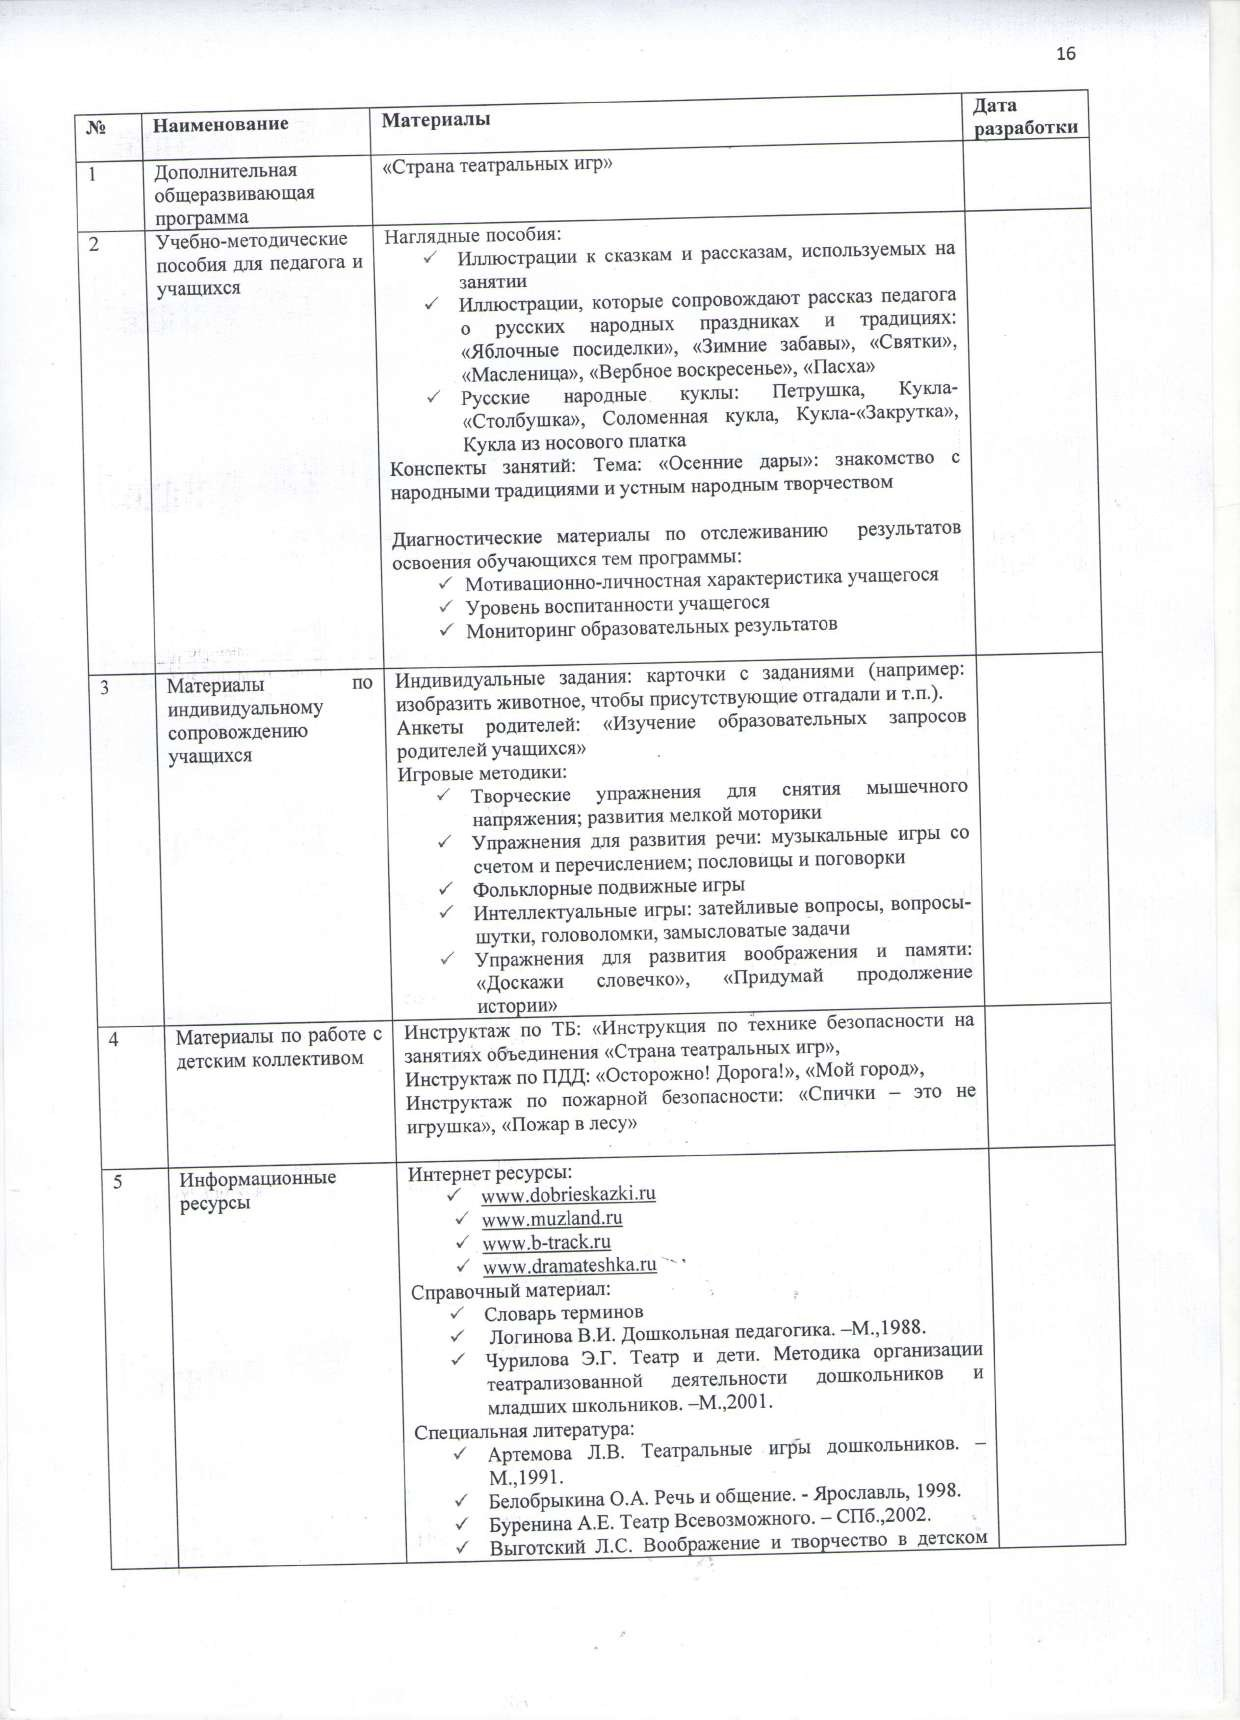 16
№ Наименование Материалы Дата разработки
1 Дополнительная общеразвивающая программа
«Страна театральных игр»
2 Учебно-методические пособия для педагога и учащихся
Наглядные пособия:
✓ Иллюстрации к сказкам и рассказам, используемых на
занятии
✓ Иллюстрации, которые сопровождают рассказ педагога
о русских народных праздниках и традициях:
«Яблочные посиделки», «Зимние забавы», «Святки»,
«Масленица», «Вербное воскресенье», «Пасха»
✓ Русские народные куклы: Петрушка, Кукла-
«Столбушка», Соломенная кукла, Кукла-«Закрутка»,
Кукла из носового платка
Конспекты занятий: Тема: «Осенние дары»: знакомство с
народными традициями и устным народным творчеством
Диагностические материалы по отслеживанию результатов
освоения обучающихся тем программы:
✓ Мотивационно-личностная характеристика учащегося
✓ Уровень воспитанности учащегося
✓ Мониторинг образовательных результатов
3 Материалы по индивидуальному сопровождению учащихся
Индивидуальные задания: карточки с заданиями (например:
изобразить животное, чтобы присутствующие отгадали и т.п.).
Анкеты родителей: «Изучение образовательных запросов
родителей учащихся»
Игровые методики:
✓ Творческие упражнения для снятия мышечного
напряжения; развития мелкой моторики
✓ Упражнения для развития речи: музыкальные игры со
счетом и перечислением; пословицы и поговорки
✓ Фольклорные подвижные игры
✓ Интеллектуальные игры: затейливые вопросы, вопросы-
шутки, головоломки, замысловатые задачи
✓ Упражнения для развития воображения и памяти:
«Доскажи словечко», «Придумай продолжение
истории»
4 Материалы по работе с детским коллективом
Инструктаж по ТБ: «Инструкция по технике безопасности на
занятиях объединения «Страна театральных игр»,
Инструктаж по ПДД: «Осторожно! Дорога!», «Мой город»,
Инструктаж по пожарной безопасности: «Спички – это не
игрушка», «Пожар в лесу»
5 Информационные ресурсы
Интернет ресурсы:
✓ www.dobrieskazki.ru
✓ www.muzland.ru
✓ www.b-track.ru
✓ www.dramateshka.ru
Справочный материал:
✓ Словарь терминов
✓ Логинова В.И. Дошкольная педагогика. –М.,1988.
✓ Чурилова Э.Г. Театр и дети. Методика организации
театрализованной деятельности дошкольников и
младших школьников. –М.,2001.
Специальная литература:
✓ Артемова Л.В. Театральные игры дошкольников. –
М.,1991.
✓ Белобрыкина О.А. Речь и общение. - Ярославль, 1998.
✓ Буренина А.Е. Театр Всевозможного. – СПб.,2002.
✓ Выготский Л.С. Воображение и творчество в детском